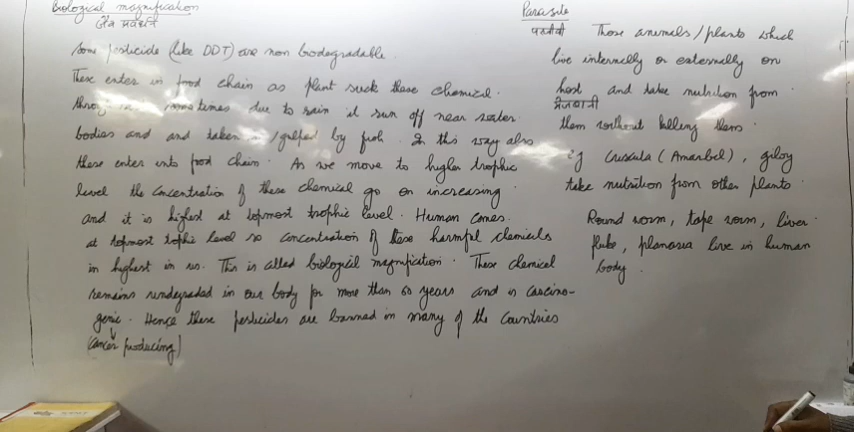 Biological magnification
जैव प्रवर्धन
some pesticide (like DDT) are non biodegradable.
These enter in food chain as plant suck these chemical.
sometimes due to rain it run off near water
bodies and and taken /gulped by fish. In this way also
these enter into food chain. As we move to higher trophic
level the concentration of these chemical go on increasing
and it is highest at topmost trophic level. Human comes
at topmost trophic level so concentration of these harmful chemicals
in highest in us. This is called biological magnification. These chemical
remains undegraded in our body for more than 60 years and is carcino-
genic. Hence these pesticides are banned in many of the countries
(cancer producing)
Parasite
परजीवी
Those animals/plants which
live internally or externally on
host and take nutrition from
मेजबानी
them without killing them.
eg Cuscuta (Amarbel), giloy
take nutrition from other plants.
Round worm, tape worm, liver
fluke, planaria live in human
body.